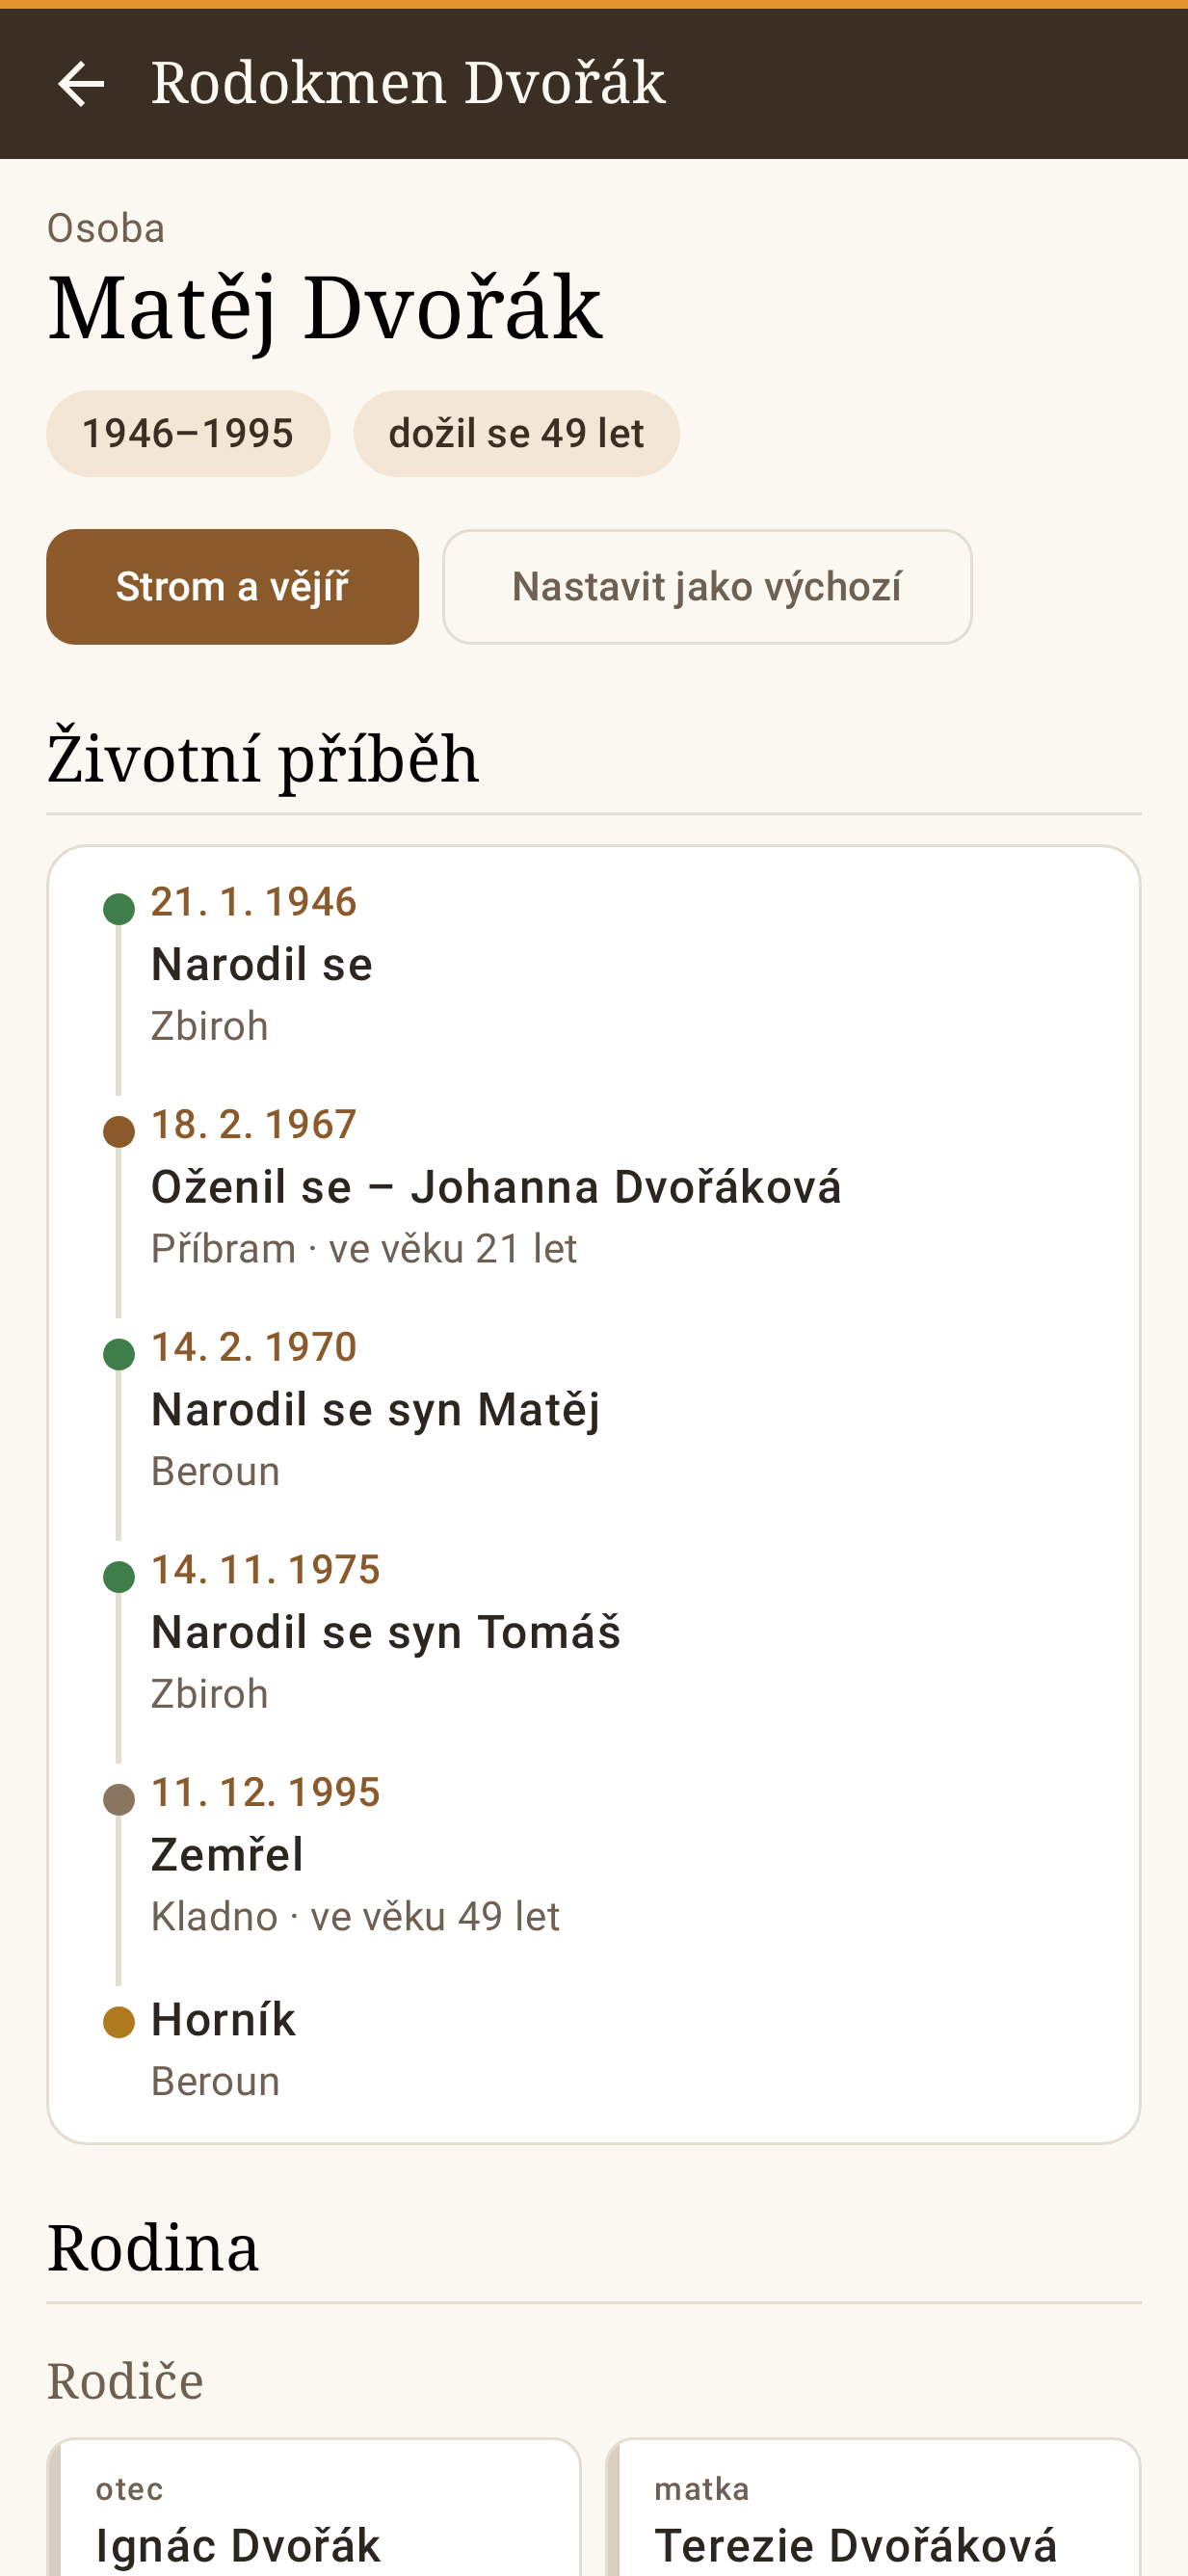 Rodokmen Dvořák
Osoba
Matěj Dvořák
1946–1995
dožil se 49 let
Strom a vějíř
Nastavit jako výchozí
Životní příběh
21. 1. 1946
Narodil se
Zbiroh
18. 2. 1967
Oženil se – Johanna Dvořáková
Příbram · ve věku 21 let
14. 2. 1970
Narodil se syn Matěj
Beroun
14. 11. 1975
Narodil se syn Tomáš
Zbiroh
11. 12. 1995
Zemřel
Kladno · ve věku 49 let
Horník
Beroun
Rodina
Rodiče
otec
Ignác Dvořák
matka
Terezie Dvořáková